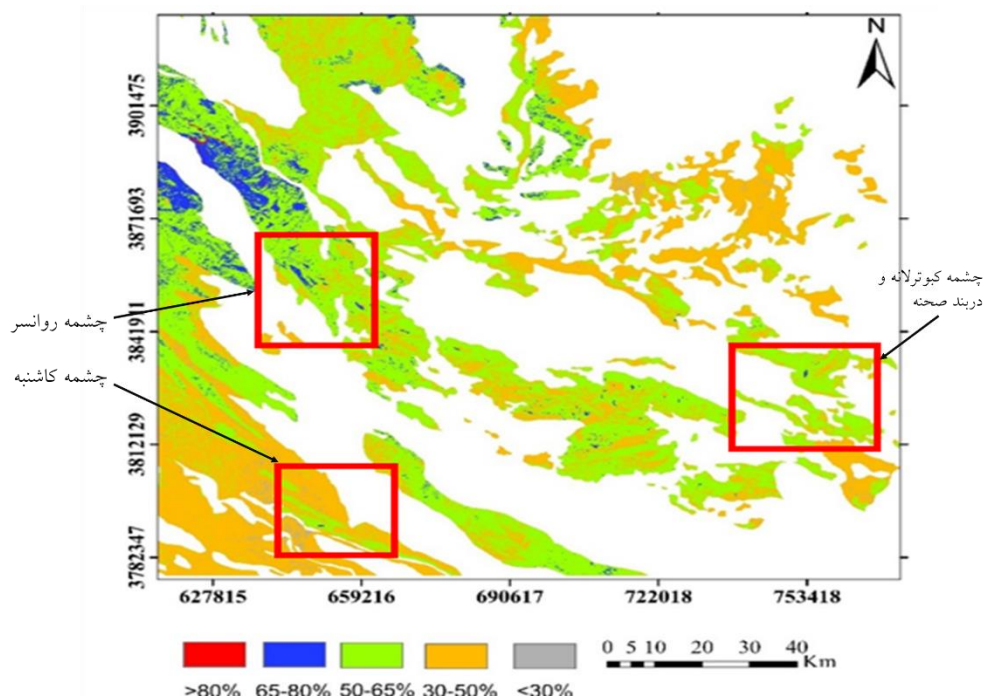 N
3901475
3871693
3841911
3812129
3782347
چشمه کبوترلانه و
دربند صحنه
چشمه روانسر
چشمه کاشنبه
627815 659216 690617 722018 753418
0 5 10 20 30 40
Km
>80% 65-80% 50-65% 30-50% <30%